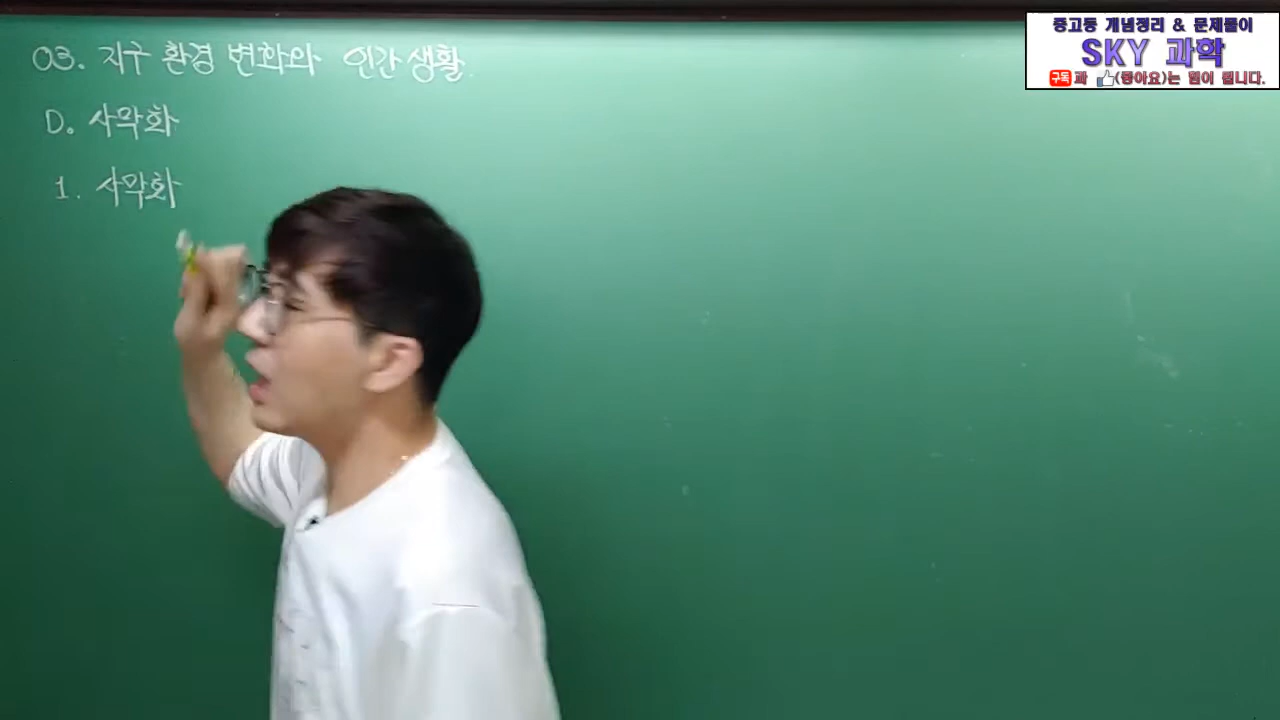 03. 지구 환경 변화와 인간 생활
D. 사막화
1. 사막화
중고등 개념정리 & 문제풀이
SKY 과학
구독과 (좋아요)는 힘이 됩니다.